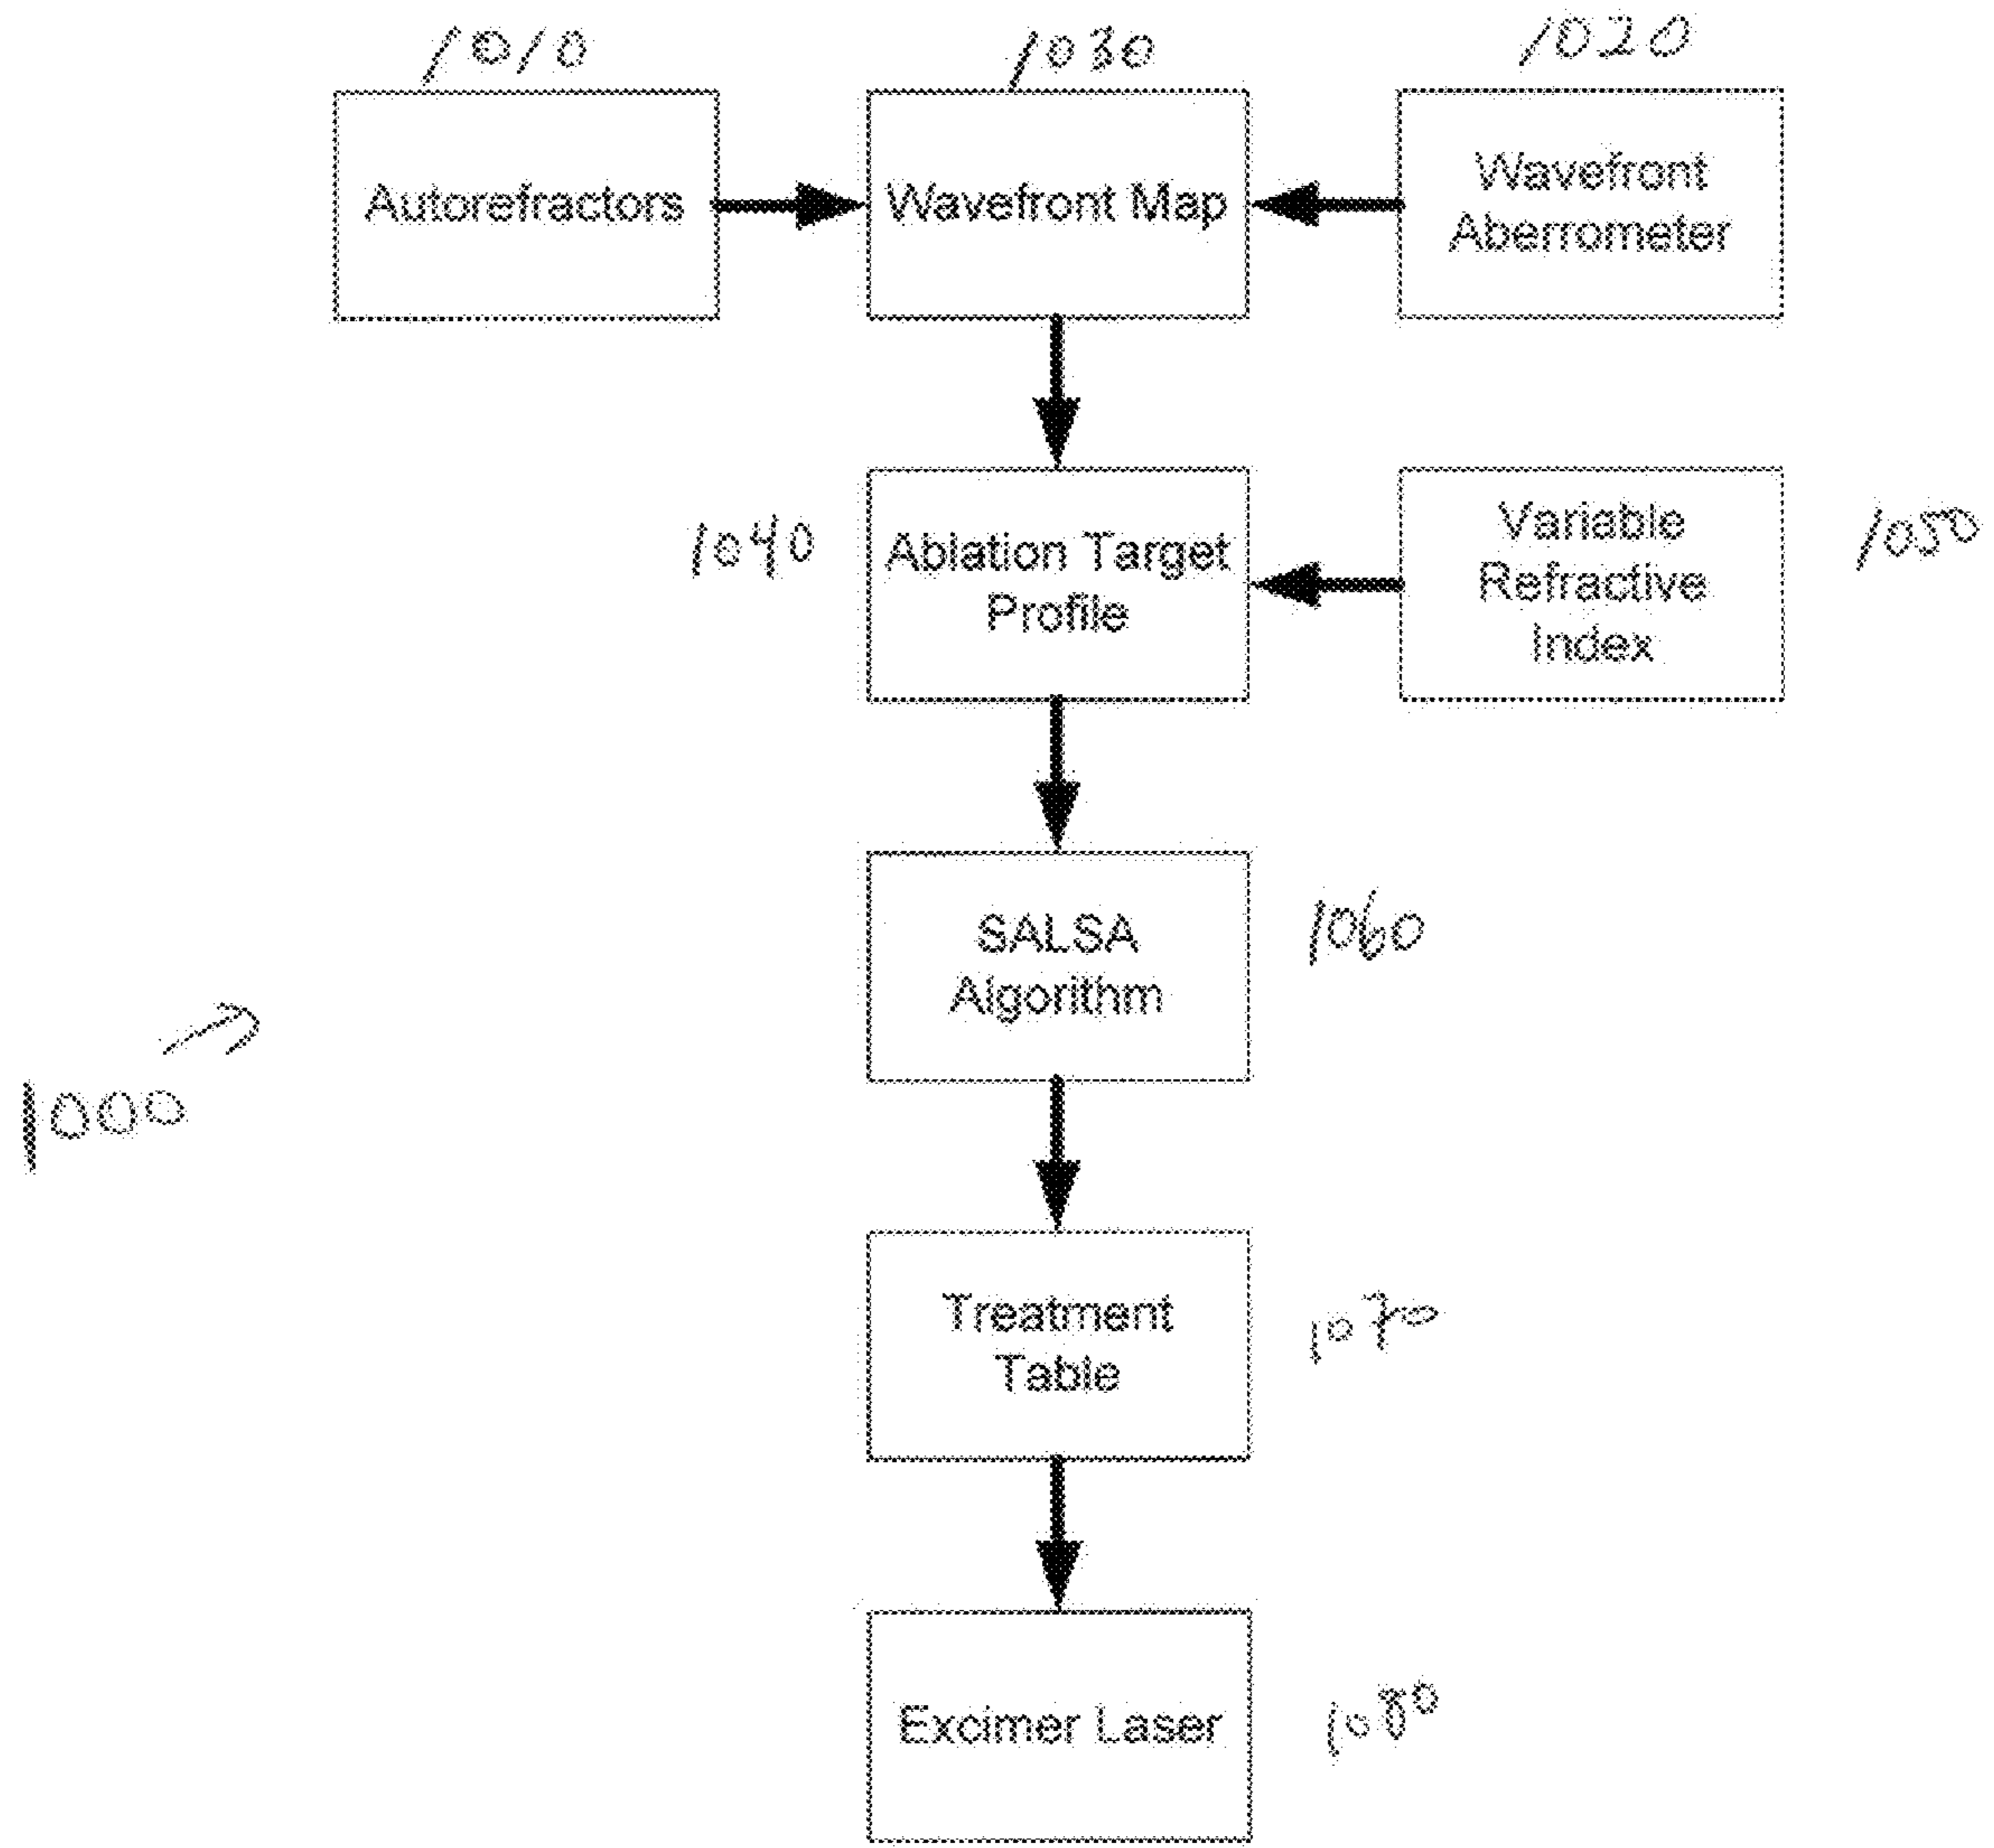 1010
1030
1020
Autorefractors
Wavefront Map
Wavefront
Aberrometer
1040
Ablation Target
Profile
Variable
Refractive
Index
1050
SALSA
Algorithm
1060
1000
Treatment
Table
1070
Excimer Laser
1080